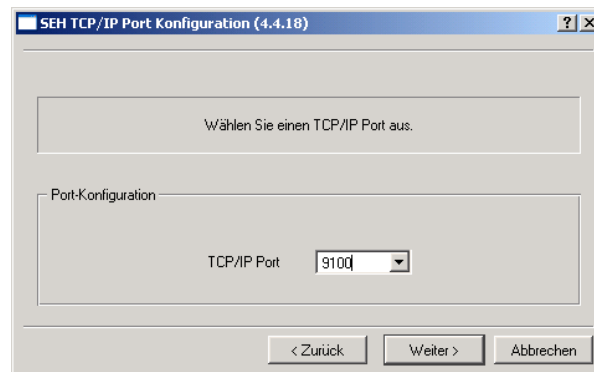 SEH TCP/IP Port Konfiguration (4.4.18)
Wählen Sie einen TCP/IP Port aus.
Port-Konfiguration
TCP/IP Port 9100
< Zurück Weiter > Abbrechen